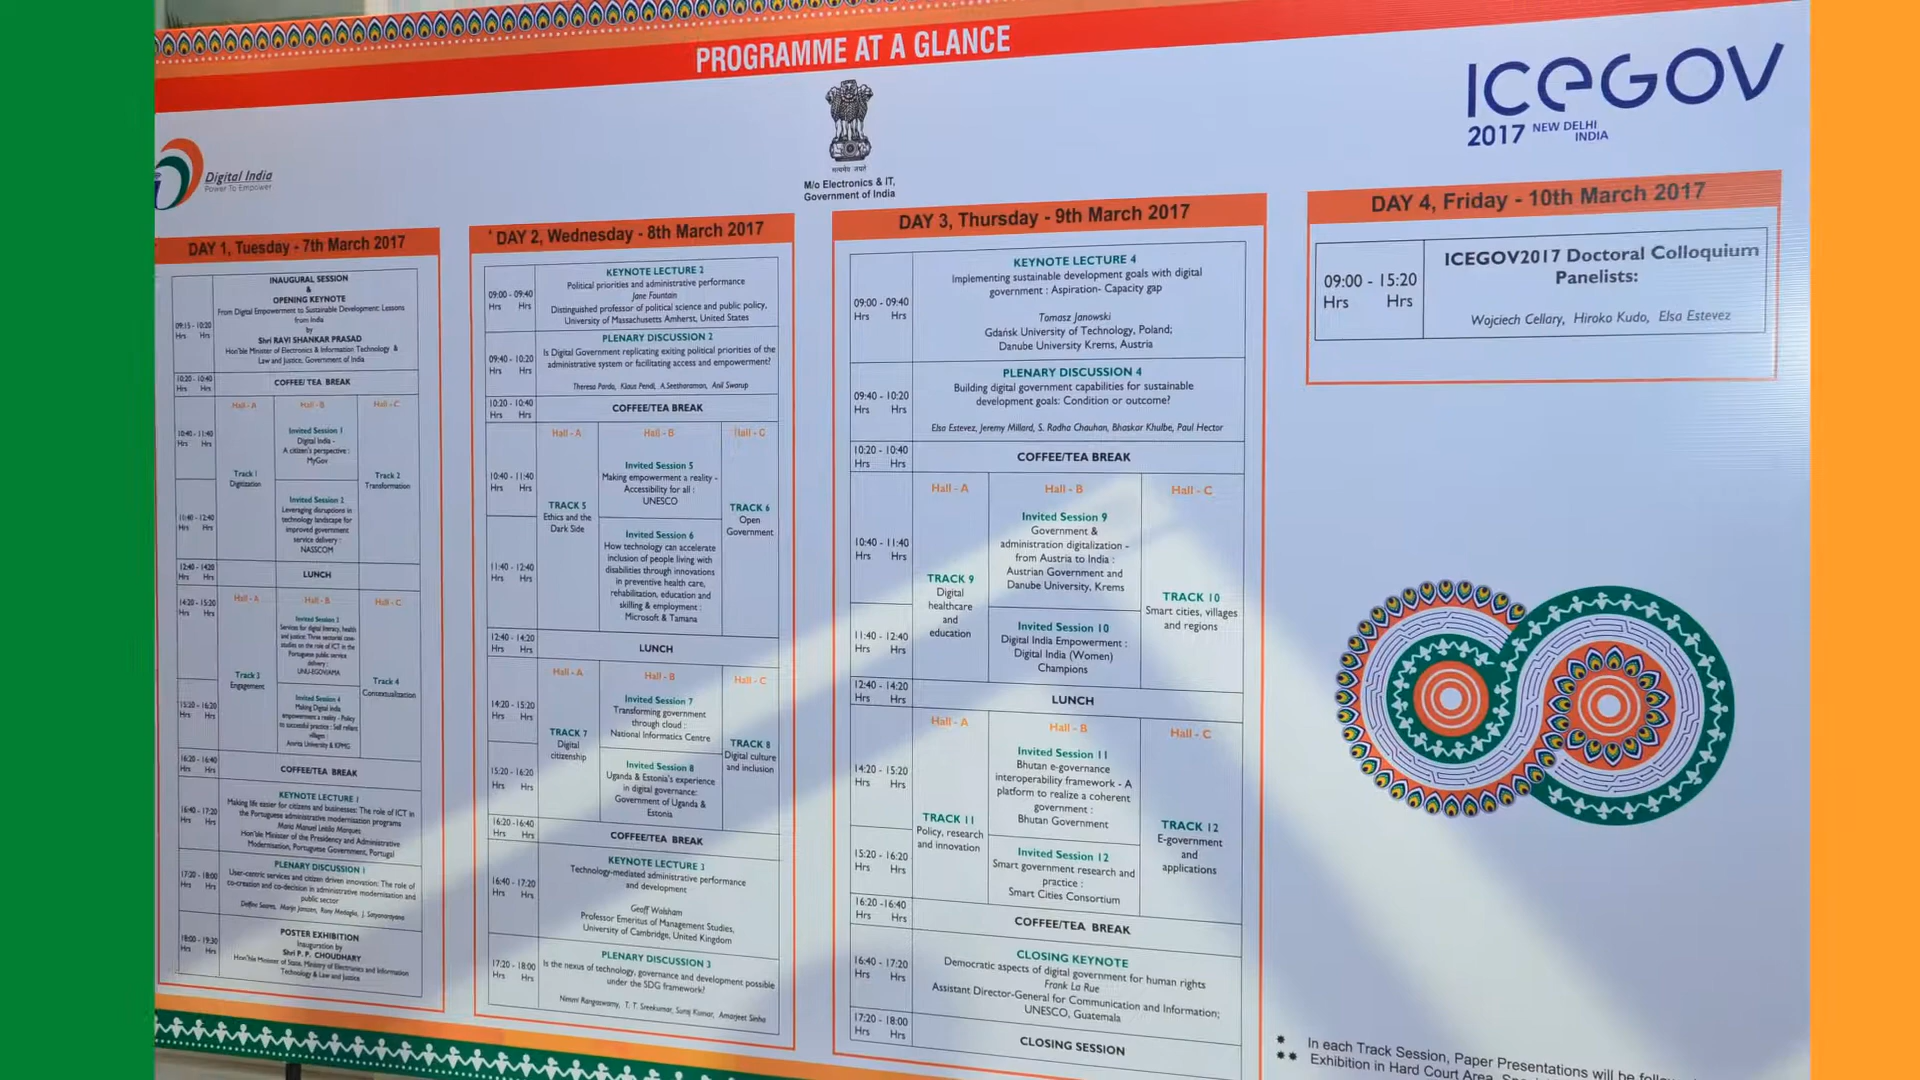 PROGRAMME AT A GLANCE
ICEGOV
2017 NEW DELHI
INDIA
Digital India
Power To Empower
सत्यमेव जयते
M/o Electronics & IT,
Government of India
DAY 1, Tuesday - 7th March 2017
09:15 - 10:20
Hrs Hrs
INAUGURAL SESSION
&
OPENING KEYNOTE
From Digital Empowerment to Sustainable Development: Lessons
from India
by
Shri RAVI SHANKAR PRASAD
Hon'ble Minister of Electronics & Information Technology &
Law and Justice, Government of India
10:20 - 10:40
Hrs Hrs
COFFEE/ TEA BREAK
Hall - A
Hall - B
Hall - C
10:40 - 11:40
Hrs Hrs
Track 1
Digitization
Invited Session 1
Digital India -
A citizen's perspective :
MyGov
Track 2
Transformation
11:40 - 12:40
Hrs Hrs
Invited Session 2
Leveraging disruptions in
technology landscape for
improved government
service delivery :
NASSCOM
12:40 - 14:20
Hrs Hrs
LUNCH
Hall - A
Hall - B
Hall - C
14:20 - 15:20
Hrs Hrs
Track 3
Engagement
Invited Session 3
Services for digital literacy, health
and justice: Three sectorial case-
studies on the role of ICT in the
Portuguese public service
delivery :
UNU-EGOV/AMA
Track 4
Contextualization
15:20 - 16:20
Hrs Hrs
Invited Session 4
Making Digital India
empowerment a reality - Policy
to successful practice : Self reliant
villages :
Amrita University & KPMG
16:20 - 16:40
Hrs Hrs
COFFEE/TEA BREAK
16:40 - 17:20
Hrs Hrs
KEYNOTE LECTURE 1
Making life easier for citizens and businesses: The role of ICT in
the Portuguese administrative modernisation programs
Maria Manuel Leitão Marques
Hon'ble Minister of the Presidency and Administrative
Modernisation, Portuguese Government, Portugal
17:20 - 18:00
Hrs Hrs
PLENARY DISCUSSION 1
User-centric services and citizen driven innovation: The role of
co-creation and co-decision in administrative modernisation and
public sector
Delfina Soares, Marijn Janssen, Rony Medaglia, J. Satyanarayana
18:00 - 19:30
Hrs Hrs
POSTER EXHIBITION
Inauguration by
Shri P. P. CHOUDHARY
Hon'ble Minister of State, Ministry of Electronics and Information
Technology & Law and Justice
DAY 2, Wednesday - 8th March 2017
09:00 - 09:40
Hrs Hrs
KEYNOTE LECTURE 2
Political priorities and administrative performance
Jane Fountain
Distinguished professor of political science and public policy,
University of Massachusetts Amherst, United States
09:40 - 10:20
Hrs Hrs
PLENARY DISCUSSION 2
Is Digital Government replicating exiting political priorities of the
administrative system or facilitating access and empowerment?
Theresa Pardo, Klaus Pendl, A.Seetharaman, Anil Swarup
10:20 - 10:40
Hrs Hrs
COFFEE/TEA BREAK
Hall - A
Hall - B
Hall - C
10:40 - 11:40
Hrs Hrs
TRACK 5
Ethics and the
Dark Side
Invited Session 5
Making empowerment a reality -
Accessibility for all :
UNESCO
TRACK 6
Open
Government
11:40 - 12:40
Hrs Hrs
Invited Session 6
How technology can accelerate
inclusion of people living with
disabilities through innovations
in preventive health care,
rehabilitation, education and
skilling & employment :
Microsoft & Tamana
12:40 - 14:20
Hrs Hrs
LUNCH
Hall - A
Hall - B
Hall - C
14:20 - 15:20
Hrs Hrs
TRACK 7
Digital
citizenship
Invited Session 7
Transforming government
through cloud :
National Informatics Centre
TRACK 8
Digital culture
and inclusion
15:20 - 16:20
Hrs Hrs
Invited Session 8
Uganda & Estonia's experience
in digital governance:
Government of Uganda &
Estonia
16:20 - 16:40
Hrs Hrs
COFFEE/TEA BREAK
16:40 - 17:20
Hrs Hrs
KEYNOTE LECTURE 3
Technology-mediated administrative performance
and development
Geoff Walsham
Professor Emeritus of Management Studies,
University of Cambridge, United Kingdom
17:20 - 18:00
Hrs Hrs
PLENARY DISCUSSION 3
Is the nexus of technology, governance and development possible
under the SDG framework?
Nimmi Rangaswamy, T. T. Sreekumar, Suraj Kumar, Amarjeet Sinha
DAY 3, Thursday - 9th March 2017
09:00 - 09:40
Hrs Hrs
KEYNOTE LECTURE 4
Implementing sustainable development goals with digital
government : Aspiration- Capacity gap
Tomasz Janowski
Gdańsk University of Technology, Poland;
Danube University Krems, Austria
09:40 - 10:20
Hrs Hrs
PLENARY DISCUSSION 4
Building digital government capabilities for sustainable
development goals: Condition or outcome?
Elsa Estevez, Jeremy Millard, S. Radha Chauhan, Bhaskar Khulbe, Paul Hector
10:20 - 10:40
Hrs Hrs
COFFEE/TEA BREAK
Hall - A
Hall - B
Hall - C
10:40 - 11:40
Hrs Hrs
TRACK 9
Digital
healthcare
and
education
Invited Session 9
Government &
administration digitalization -
from Austria to India :
Austrian Government and
Danube University, Krems
TRACK 10
Smart cities, villages
and regions
11:40 - 12:40
Hrs Hrs
Invited Session 10
Digital India Empowerment :
Digital India (Women)
Champions
12:40 - 14:20
Hrs Hrs
LUNCH
Hall - A
Hall - B
Hall - C
14:20 - 15:20
Hrs Hrs
TRACK 11
Policy, research
and innovation
Invited Session 11
Bhutan e-governance
interoperability framework - A
platform to realize a coherent
government :
Bhutan Government
TRACK 12
E-government
and
applications
15:20 - 16:20
Hrs Hrs
Invited Session 12
Smart government research and
practice :
Smart Cities Consortium
16:20 -16:40
Hrs Hrs
COFFEE/TEA BREAK
16:40 - 17:20
Hrs Hrs
CLOSING KEYNOTE
Democratic aspects of digital government for human rights
Frank La Rue
Assistant Director-General for Communication and Information;
UNESCO, Guatemala
17:20 - 18:00
Hrs Hrs
CLOSING SESSION
DAY 4, Friday - 10th March 2017
09:00 - 15:20
Hrs Hrs
ICEGOV2017 Doctoral Colloquium
Panelists:
Wojciech Cellary, Hiroko Kudo, Elsa Estevez
* In each Track Session, Paper Presentations will be
** Exhibition in Hard Court Area,